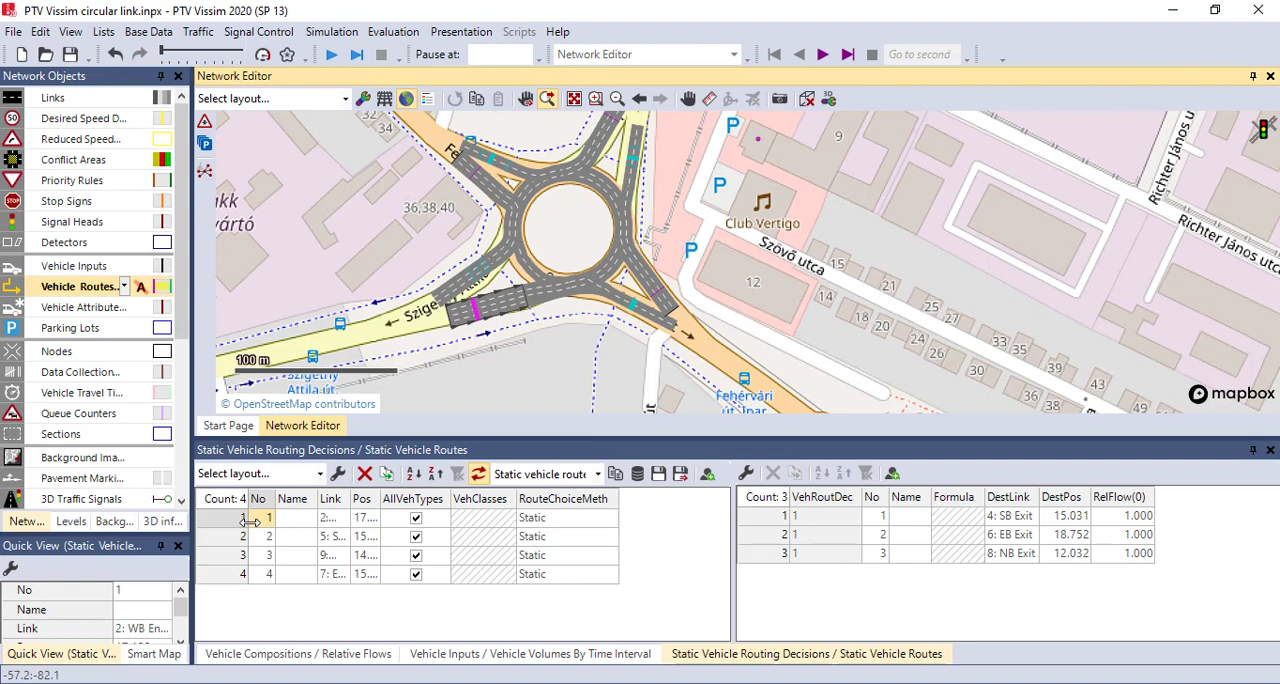 PTV Vissim circular link.inpx - PTV Vissim 2020 (SP 13)
File Edit View Lists Base Data Traffic Signal Control Simulation Evaluation Presentation Scripts Help
Pause at: Network Editor Go to second
Network Objects
Links
50 Desired Speed D...
Reduced Speed...
Conflict Areas
Priority Rules
STOP Stop Signs
Signal Heads
Detectors
Vehicle Inputs
Vehicle Routes...
Vehicle Attribute...
P Parking Lots
Nodes
Data Collection...
Vehicle Travel Ti...
Queue Counters
Sections
Background Ima...
Pavement Markin...
3D Traffic Signals
Netw... Levels Backg... 3D inf...
Quick View (Static Vehicle...
No 1
Name
Link 2: WB En...
Quick View (Static V... Smart Map
-57.2:-82.1
Network Editor
Select layout...
3D
32
34
36,38,40
Fe
P
P
P
9
Club Vertigo
Szövő utca
12
15
21
14
25
18
20
27
24
26
33
35
30
39
43
36
38
40
49
Richter János u
Richter János utca
Szige
100 m
Szigethy
Attila út
Fehérvári
út, Ipar
út
© OpenStreetMap contributors
mapbox
Start Page Network Editor
Static Vehicle Routing Decisions / Static Vehicle Routes
Select layout... Static vehicle route
Count: 4 No Name Link Pos AllVehTypes VehClasses RouteChoiceMeth
1 1 2:... 17.... Static
2 2 5: S... 15.... Static
3 3 9:... 14.... Static
4 4 7: E... 15.... Static
Count: 3 VehRoutDec No Name Formula DestLink DestPos RelFlow(0)
1 1 1 4: SB Exit 15.031 1.000
2 1 2 6: EB Exit 18.752 1.000
3 1 3 8: NB Exit 12.032 1.000
Vehicle Compositions / Relative Flows Vehicle Inputs / Vehicle Volumes By Time Interval Static Vehicle Routing Decisions / Static Vehicle Routes